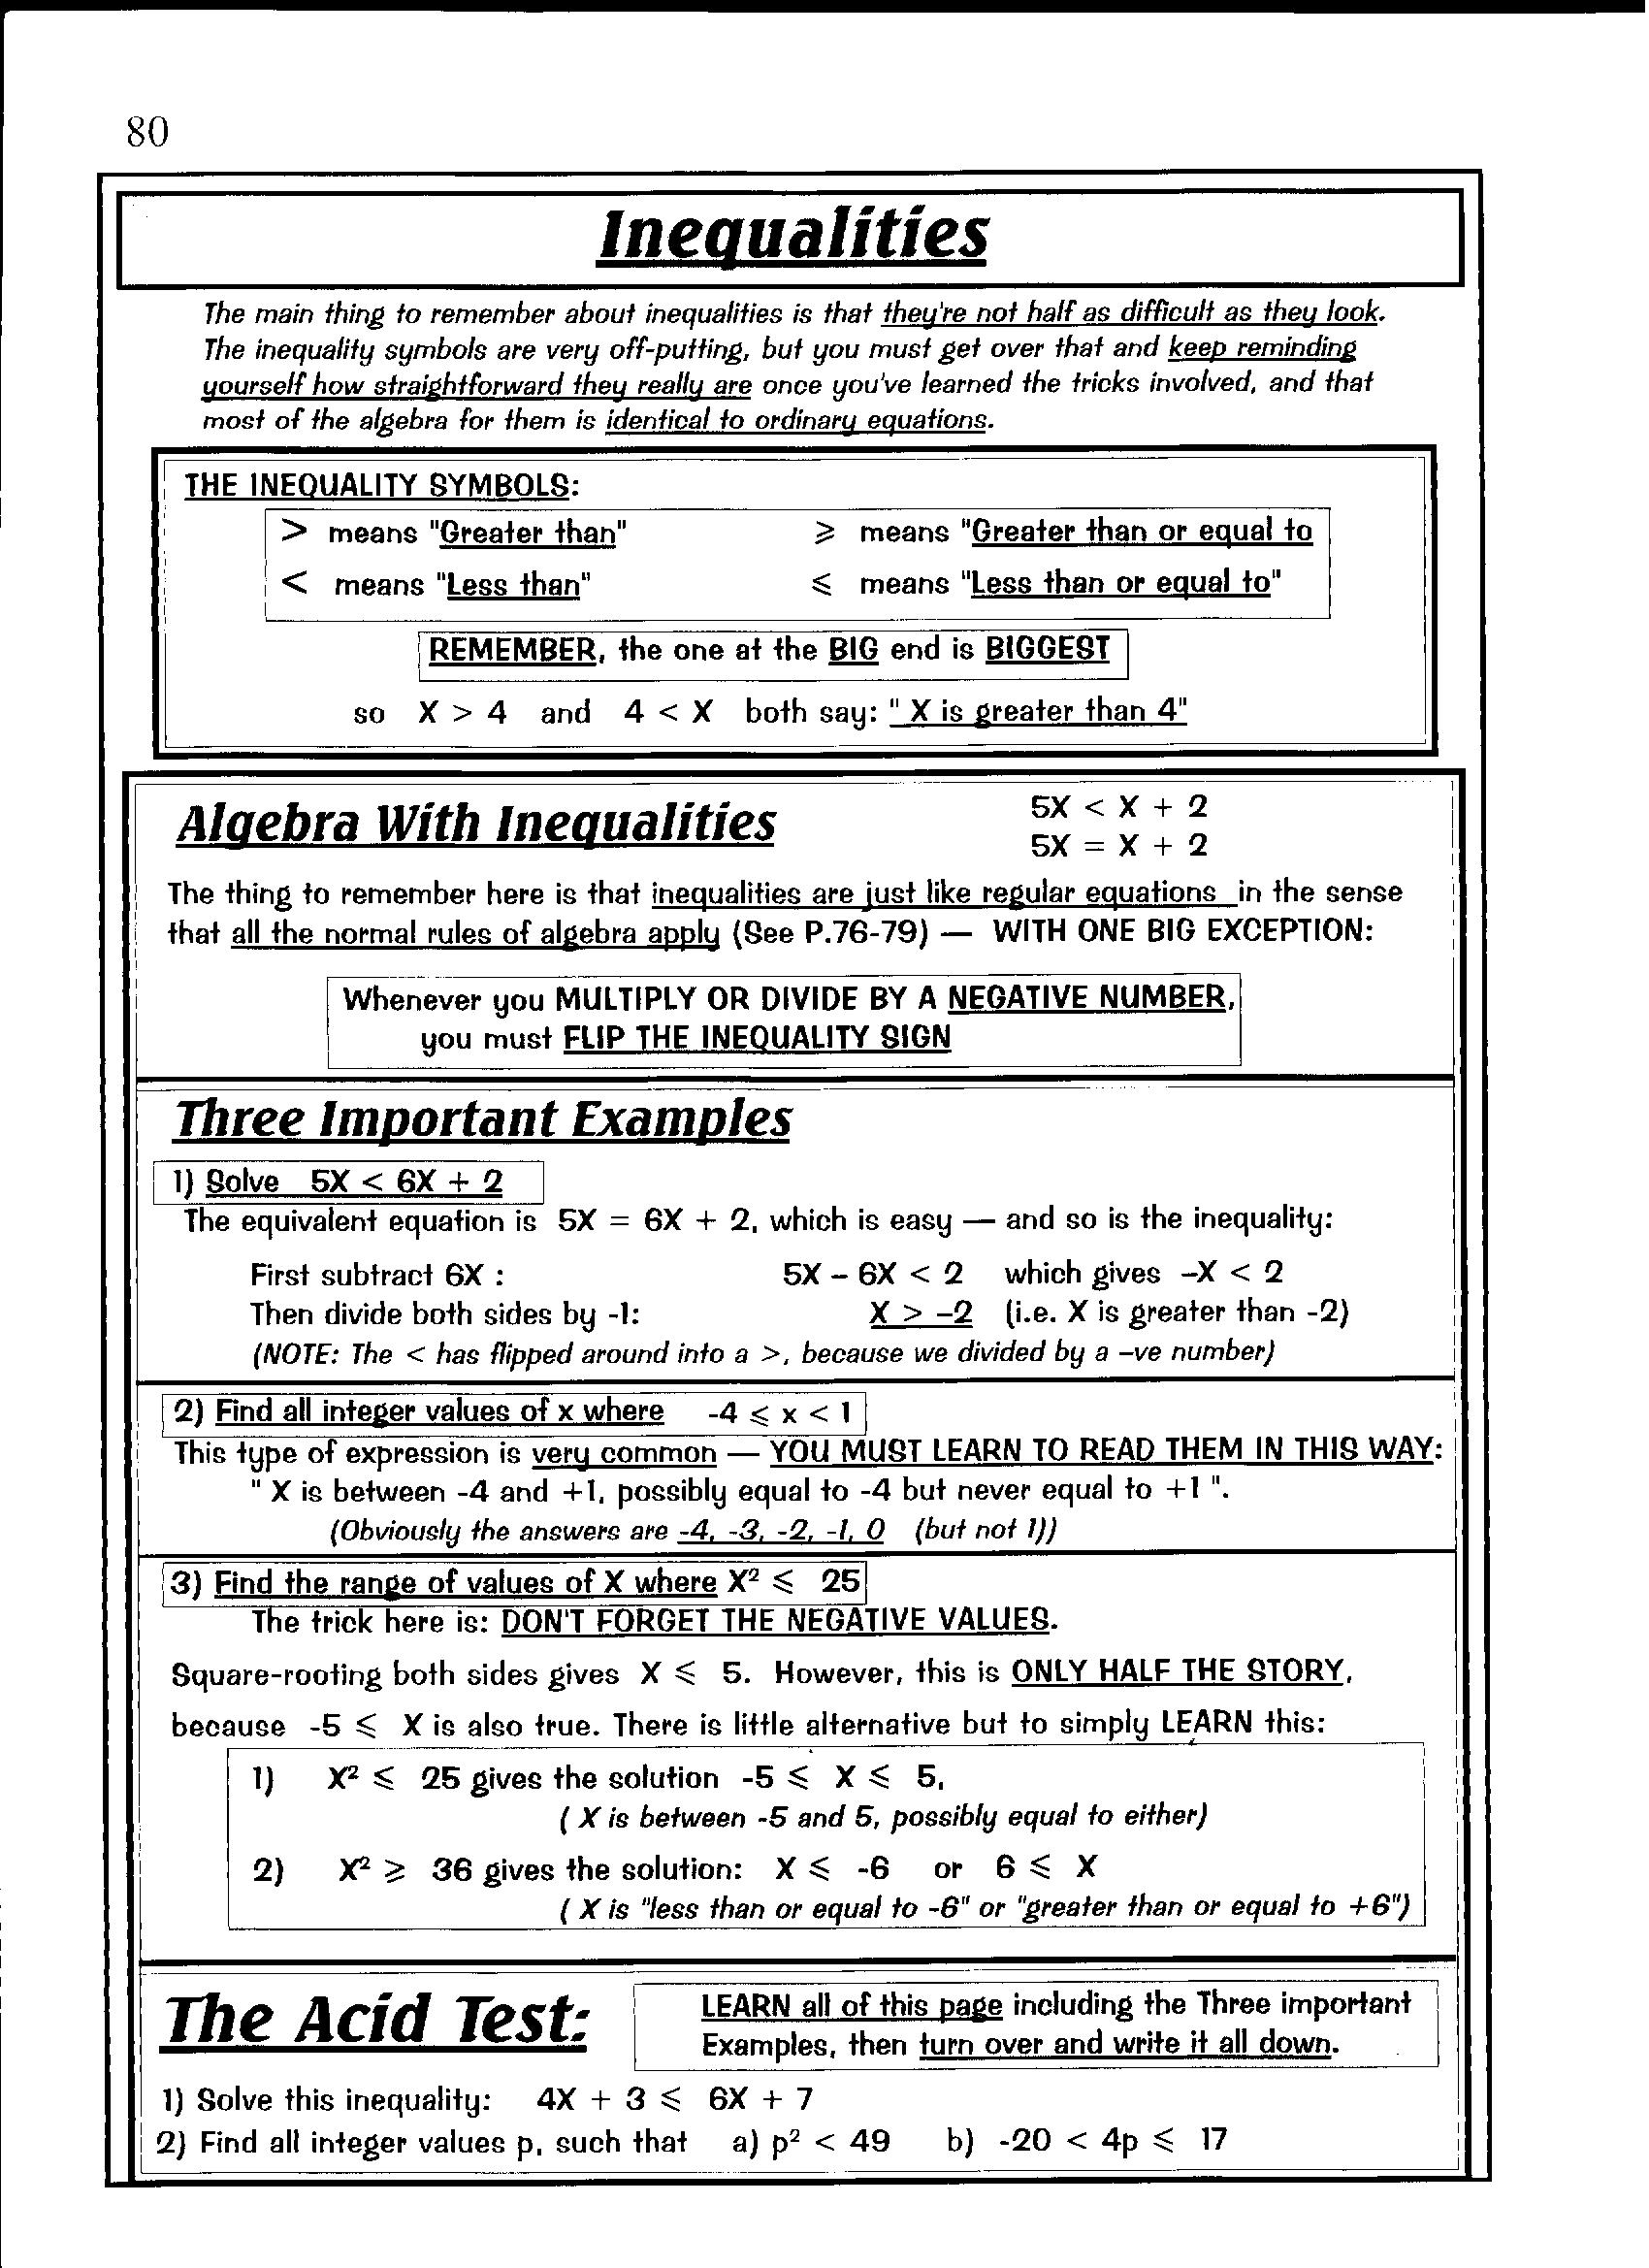 80
Inequalities
The main thing to remember about inequalities is that they're not half as difficult as they look.
The inequality symbols are very off-putting, but you must get over that and keep reminding
yourself how straightforward they really are once you've learned the tricks involved, and that
most of the algebra for them is identical to ordinary equations.
THE INEQUALITY SYMBOLS:
> means "Greater than" ⩾ means "Greater than or equal to
< means "Less than" ⩽ means "Less than or equal to"
REMEMBER, the one at the BIG end is BIGGEST
so X > 4 and 4 < X both say: " X is greater than 4"
Algebra With Inequalities
5X < X + 2
5X = X + 2
The thing to remember here is that inequalities are just like regular equations in the sense
that all the normal rules of algebra apply (See P.76-79) — WITH ONE BIG EXCEPTION:
Whenever you MULTIPLY OR DIVIDE BY A NEGATIVE NUMBER,
you must FLIP THE INEQUALITY SIGN
Three Important Examples
1) Solve 5X < 6X + 2
The equivalent equation is 5X = 6X + 2, which is easy — and so is the inequality:
First subtract 6X : 5X – 6X < 2 which gives –X < 2
Then divide both sides by -1: X > –2 (i.e. X is greater than -2)
(NOTE: The < has flipped around into a >, because we divided by a –ve number)
2) Find all integer values of x where -4 ⩽ x < 1
This type of expression is very common — YOU MUST LEARN TO READ THEM IN THIS WAY:
" X is between -4 and +1, possibly equal to -4 but never equal to +1 ".
(Obviously the answers are -4, -3, -2, -1, 0 (but not 1))
3) Find the range of values of X where X² ⩽ 25
The trick here is: DON'T FORGET THE NEGATIVE VALUES.
Square-rooting both sides gives X ⩽ 5. However, this is ONLY HALF THE STORY,
because -5 ⩽ X is also true. There is little alternative but to simply LEARN this:
1) X² ⩽ 25 gives the solution -5 ⩽ X ⩽ 5,
( X is between -5 and 5, possibly equal to either)
2) X² ⩾ 36 gives the solution: X ⩽ -6 or 6 ⩽ X
( X is "less than or equal to -6" or "greater than or equal to +6")
The Acid Test:
LEARN all of this page including the Three important
Examples, then turn over and write it all down.
1) Solve this inequality: 4X + 3 ⩽ 6X + 7
2) Find all integer values p, such that a) p² < 49 b) -20 < 4p ⩽ 17